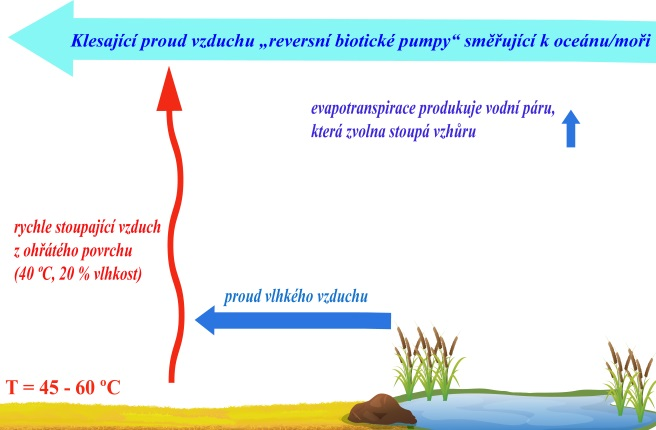 Klesající proud vzduchu „reversní biotické pumpy“ směřující k oceánu/moři
evapotranspirace produkuje vodní páru,
která zvolna stoupá vzhůru
rychle stoupající vzduch
z ohřátého povrchu
(40 ºC, 20 % vlhkost)
proud vlhkého vzduchu
T = 45 - 60 ºC